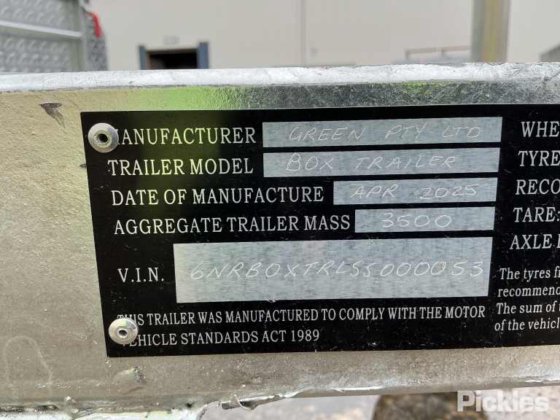 MANUFACTURER GREEN PTY LTD
TRAILER MODEL BOX TRAILER
DATE OF MANUFACTURE APR 2025
AGGREGATE TRAILER MASS 3500
V.I.N. 6NRBOXTRLSS000053
THIS TRAILER WAS MANUFACTURED TO COMPLY WITH THE MOTOR
VEHICLE STANDARDS ACT 1989
WHE
TYRE
RECO
TARE:
AXLE
The tyres fi
recommen
The sum of t
of the vehic
Pickles